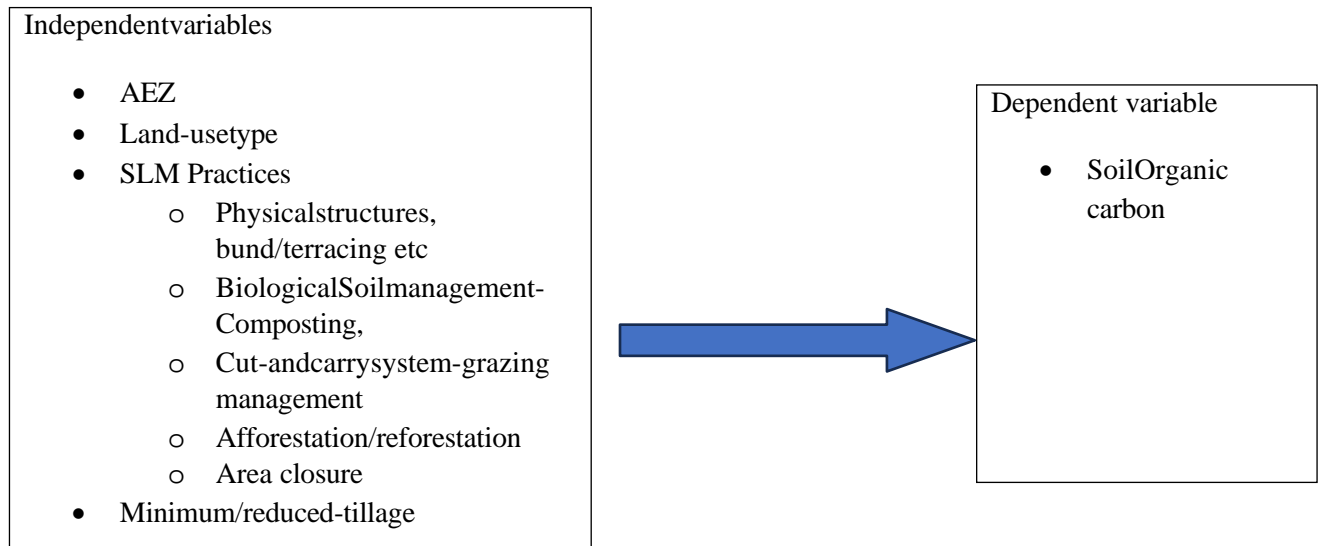 Independentvariables
• AEZ
• Land-usetype
• SLM Practices
o Physicalstructures,
bund/terracing etc
o BiologicalSoilmanagement-
Composting,
o Cut-andcarrysystem-grazing
management
o Afforestation/reforestation
o Area closure
• Minimum/reduced-tillage
Dependent variable
• SoilOrganic
carbon